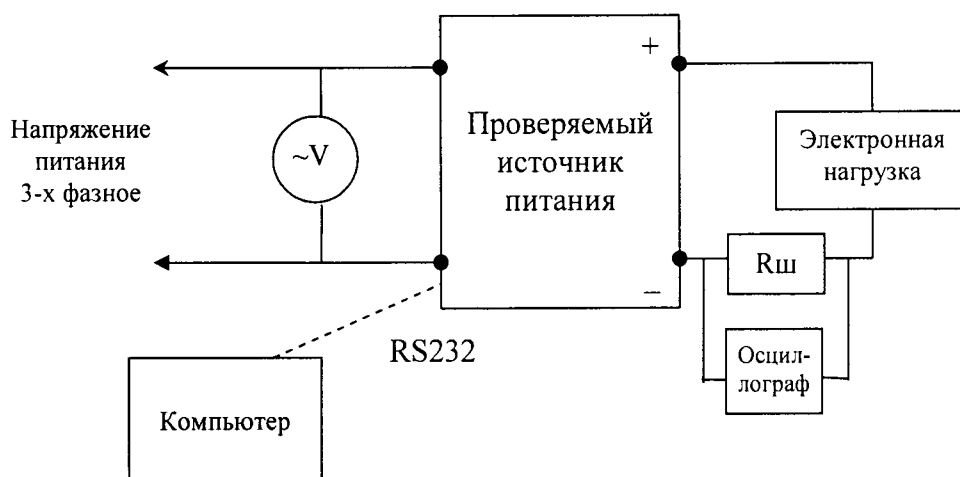 Напряжение
питания
3-х фазное
~V
+
Проверяемый
источник
питания
–
Электронная
нагрузка
Rш
Осцил-
лограф
RS232
Компьютер